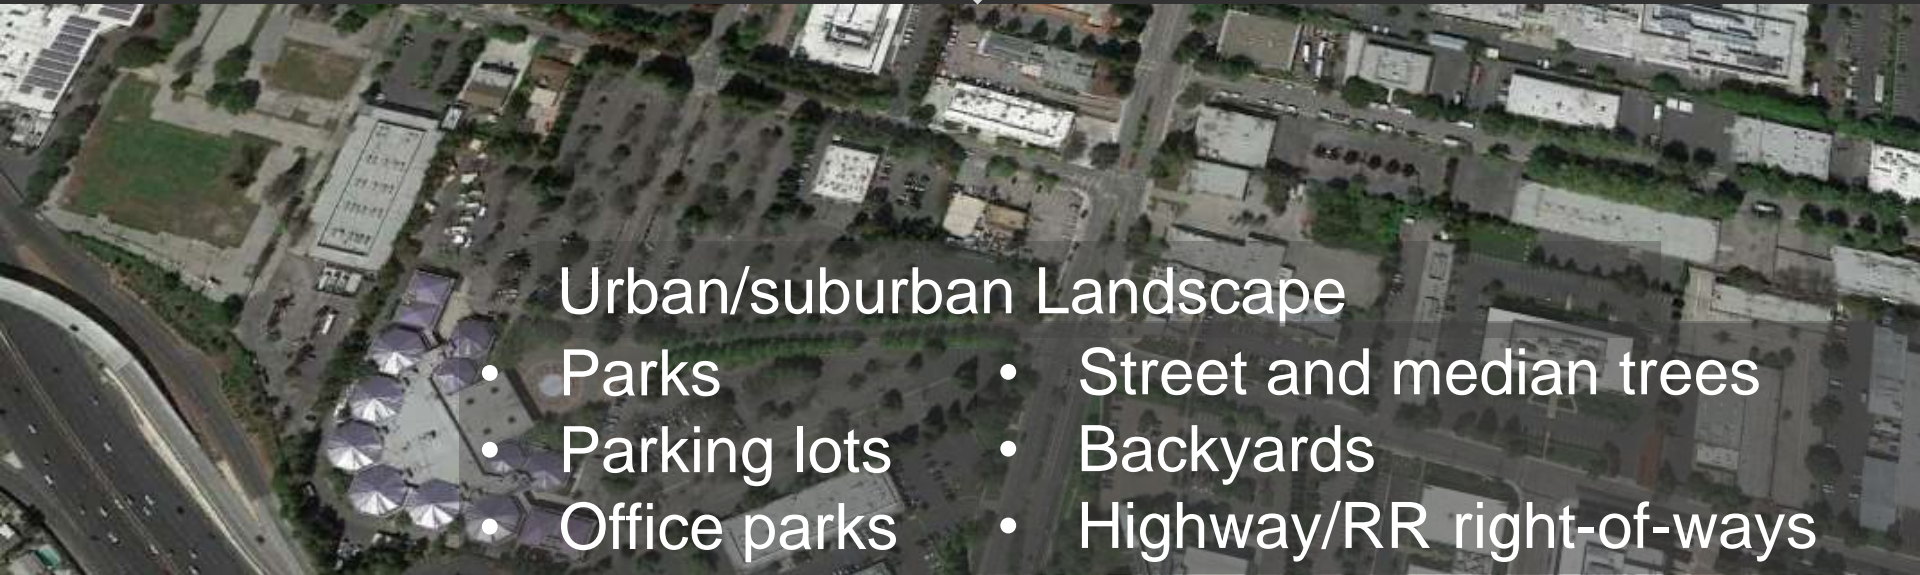 Urban/suburban Landscape
• Parks
• Parking lots
• Office parks
• Street and median trees
• Backyards
• Highway/RR right-of-ways